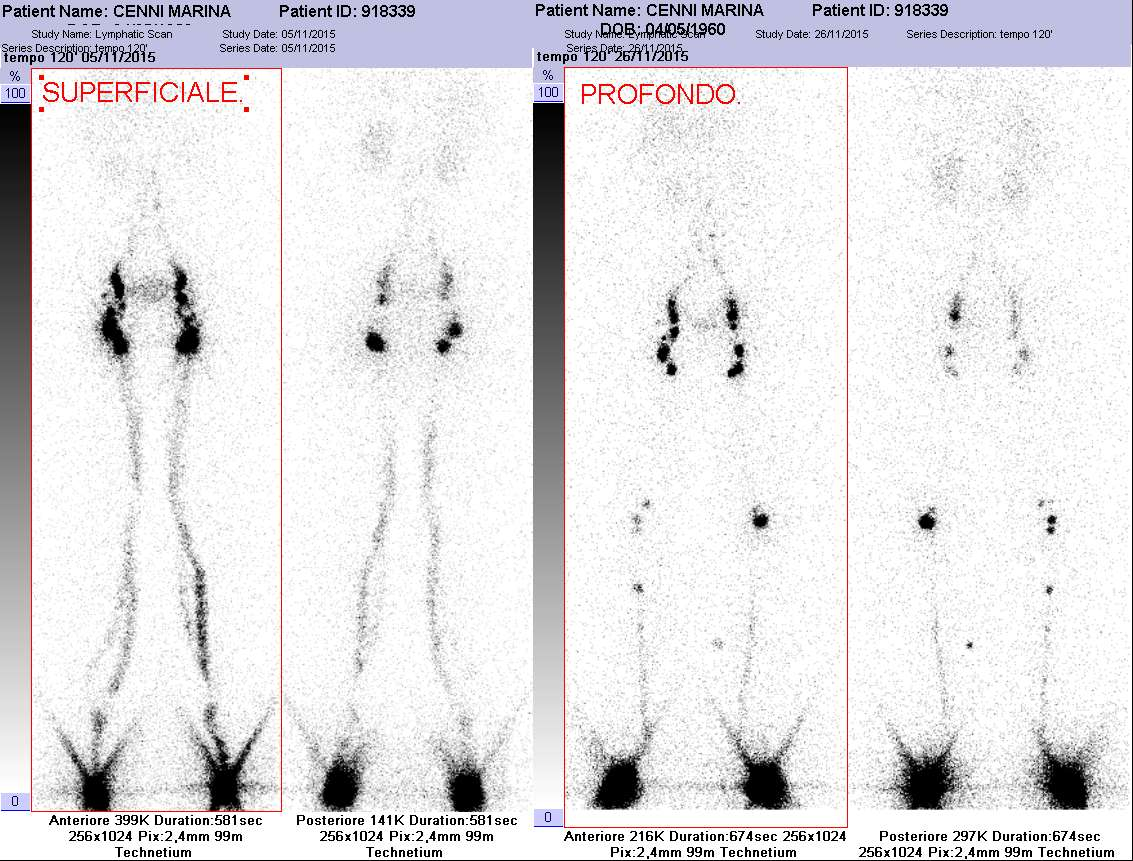 Patient Name: CENNI MARINA Patient ID: 918339
Study Name: Lymphatic Scan Study Date: 05/11/2015
Series Description: tempo 120' Series Date: 05/11/2015
tempo 120' 05/11/2015
%
100
SUPERFICIALE.
0
Anteriore 399K Duration:581sec
256x1024 Pix:2,4mm 99m
Technetium
Posteriore 141K Duration:581sec
256x1024 Pix:2,4mm 99m
Technetium
Patient Name: CENNI MARINA Patient ID: 918339
DOB: 04/05/1960
Study Name: Lymphatic Scan Study Date: 26/11/2015 Series Description: tempo 120'
Series Date: 26/11/2015
tempo 120' 26/11/2015
%
100
PROFONDO.
0
Anteriore 216K Duration:674sec 256x1024
Pix:2,4mm 99m Technetium
Posteriore 297K Duration:674sec
256x1024 Pix:2,4mm 99m Technetium